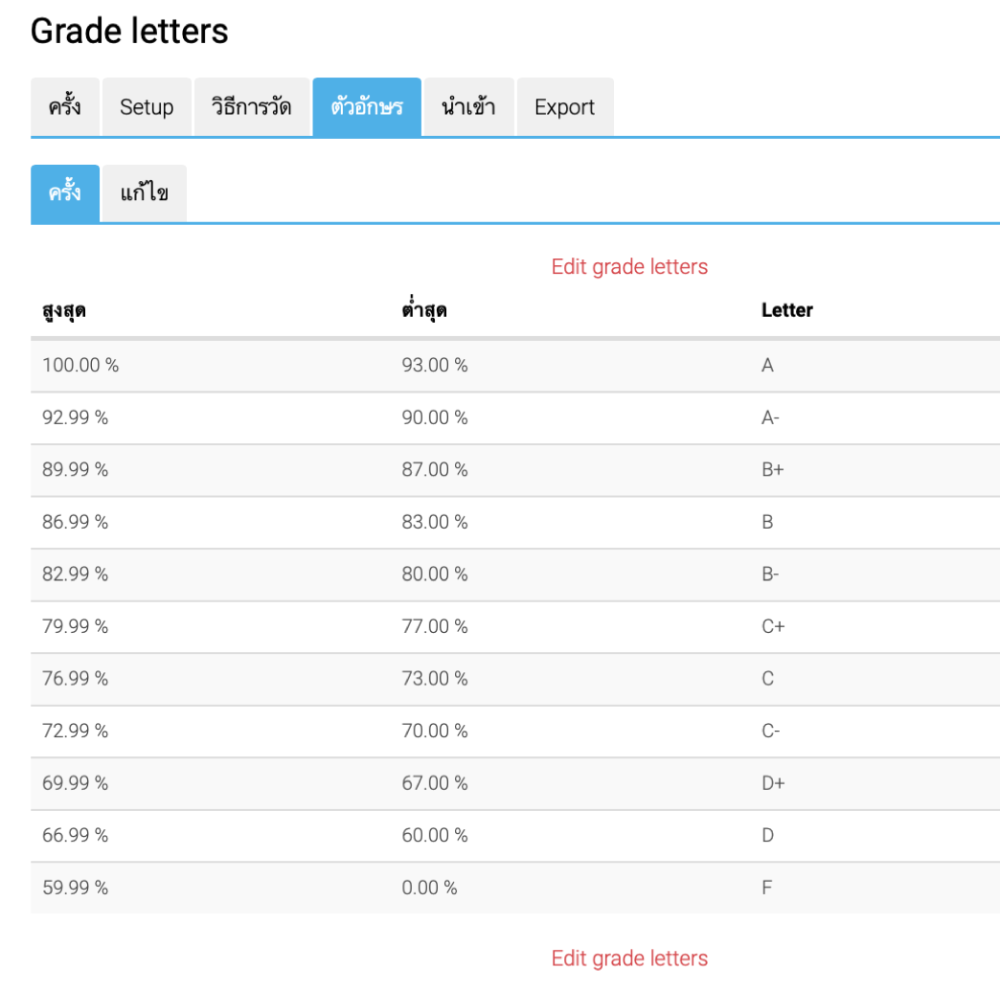 Grade letters
ครั้ง Setup วิธีการวัด ตัวอักษร นำเข้า Export
ครั้ง แก้ไข
Edit grade letters
สูงสุด ต่ำสุด Letter
100.00 % 93.00 % A
92.99 % 90.00 % A-
89.99 % 87.00 % B+
86.99 % 83.00 % B
82.99 % 80.00 % B-
79.99 % 77.00 % C+
76.99 % 73.00 % C
72.99 % 70.00 % C-
69.99 % 67.00 % D+
66.99 % 60.00 % D
59.99 % 0.00 % F
Edit grade letters